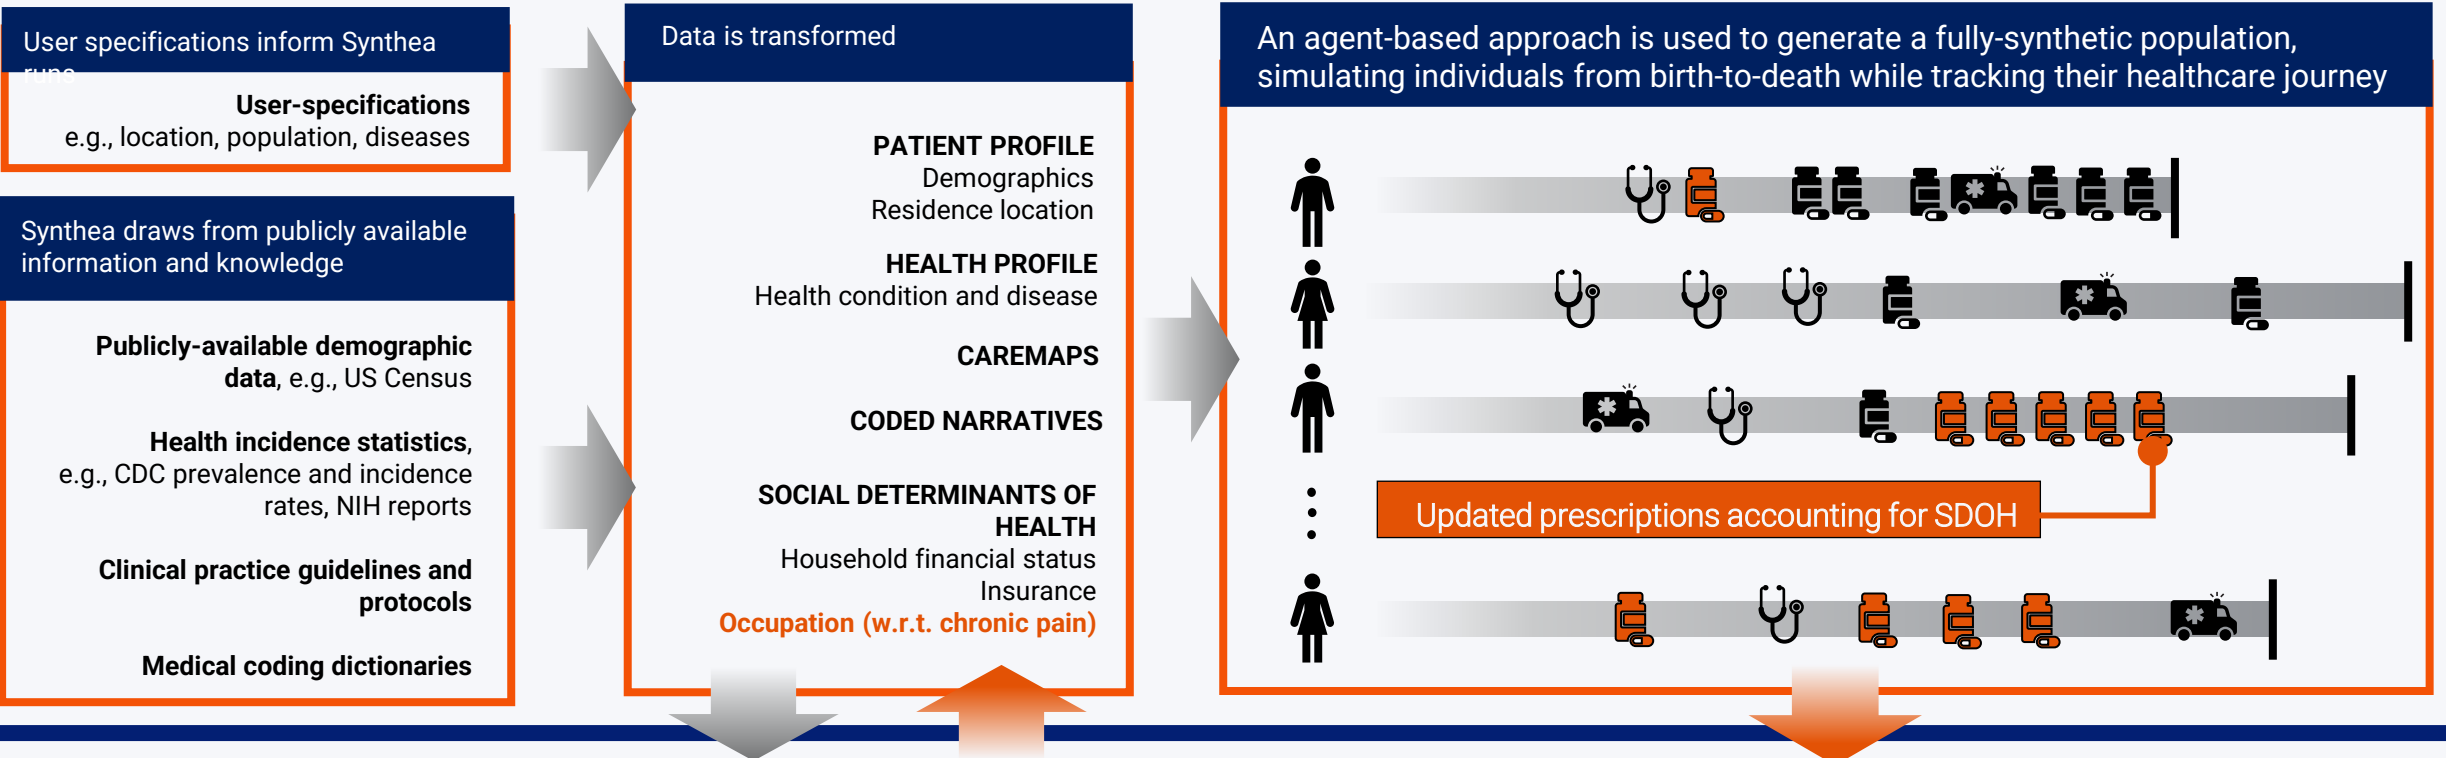 User specifications inform Synthea
runs
User-specifications
e.g., location, population, diseases
Synthea draws from publicly available
information and knowledge
Publicly-available demographic
data, e.g., US Census
Health incidence statistics,
e.g., CDC prevalence and incidence
rates, NIH reports
Clinical practice guidelines and
protocols
Medical coding dictionaries
Data is transformed
PATIENT PROFILE
Demographics
Residence location
HEALTH PROFILE
Health condition and disease
CAREMAPS
CODED NARRATIVES
SOCIAL DETERMINANTS OF
HEALTH
Household financial status
Insurance
Occupation (w.r.t. chronic pain)
An agent-based approach is used to generate a fully-synthetic population,
simulating individuals from birth-to-death while tracking their healthcare journey
Updated prescriptions accounting for SDOH